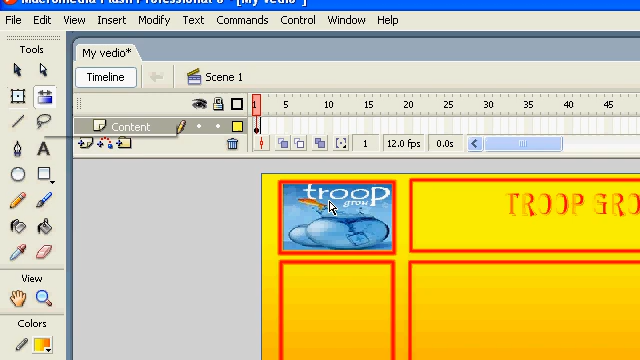 Macromedia Flash Professional 8 - [My vedio*]
File Edit View Insert Modify Text Commands Control Window Help
Tools
My vedio*
Timeline
Scene 1
1 5 10 15 20 25 30 35 40 45
Content
1 12.0 fps 0.0s
troop
grow
TROOP GRO
View
Colors